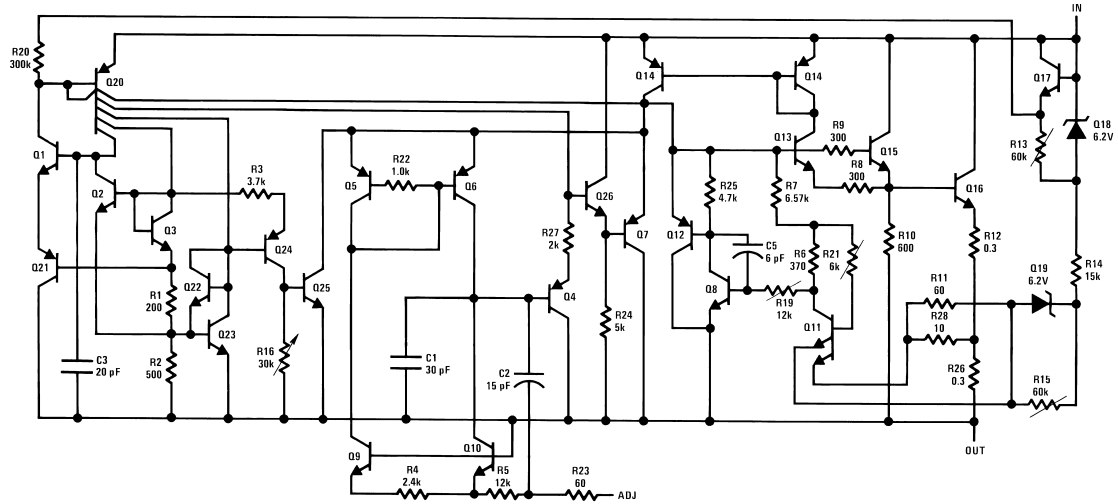 IN
R20
300k
Q20
Q14
Q14
Q17
Q18
6.2V
Q1
R3
3.7k
Q5
R22
1.0k
Q6
Q13
R9
300
Q15
R13
60k
Q2
Q3
Q24
R27
2k
Q26
Q7
R25
4.7k
R7
6.57k
R8
300
Q16
Q21
Q22
Q25
Q12
C5
6 pF
R6
370
R21
6k
R10
600
R12
0.3
R1
200
Q23
Q4
Q8
R19
12k
Q11
R11
60
Q19
6.2V
R14
15k
C3
20 pF
R2
500
R16
30k
C1
30 pF
C2
15 pF
R24
5k
R28
10
R26
0.3
R15
60k
OUT
Q9
Q10
R4
2.4k
R5
12k
R23
60
ADJ